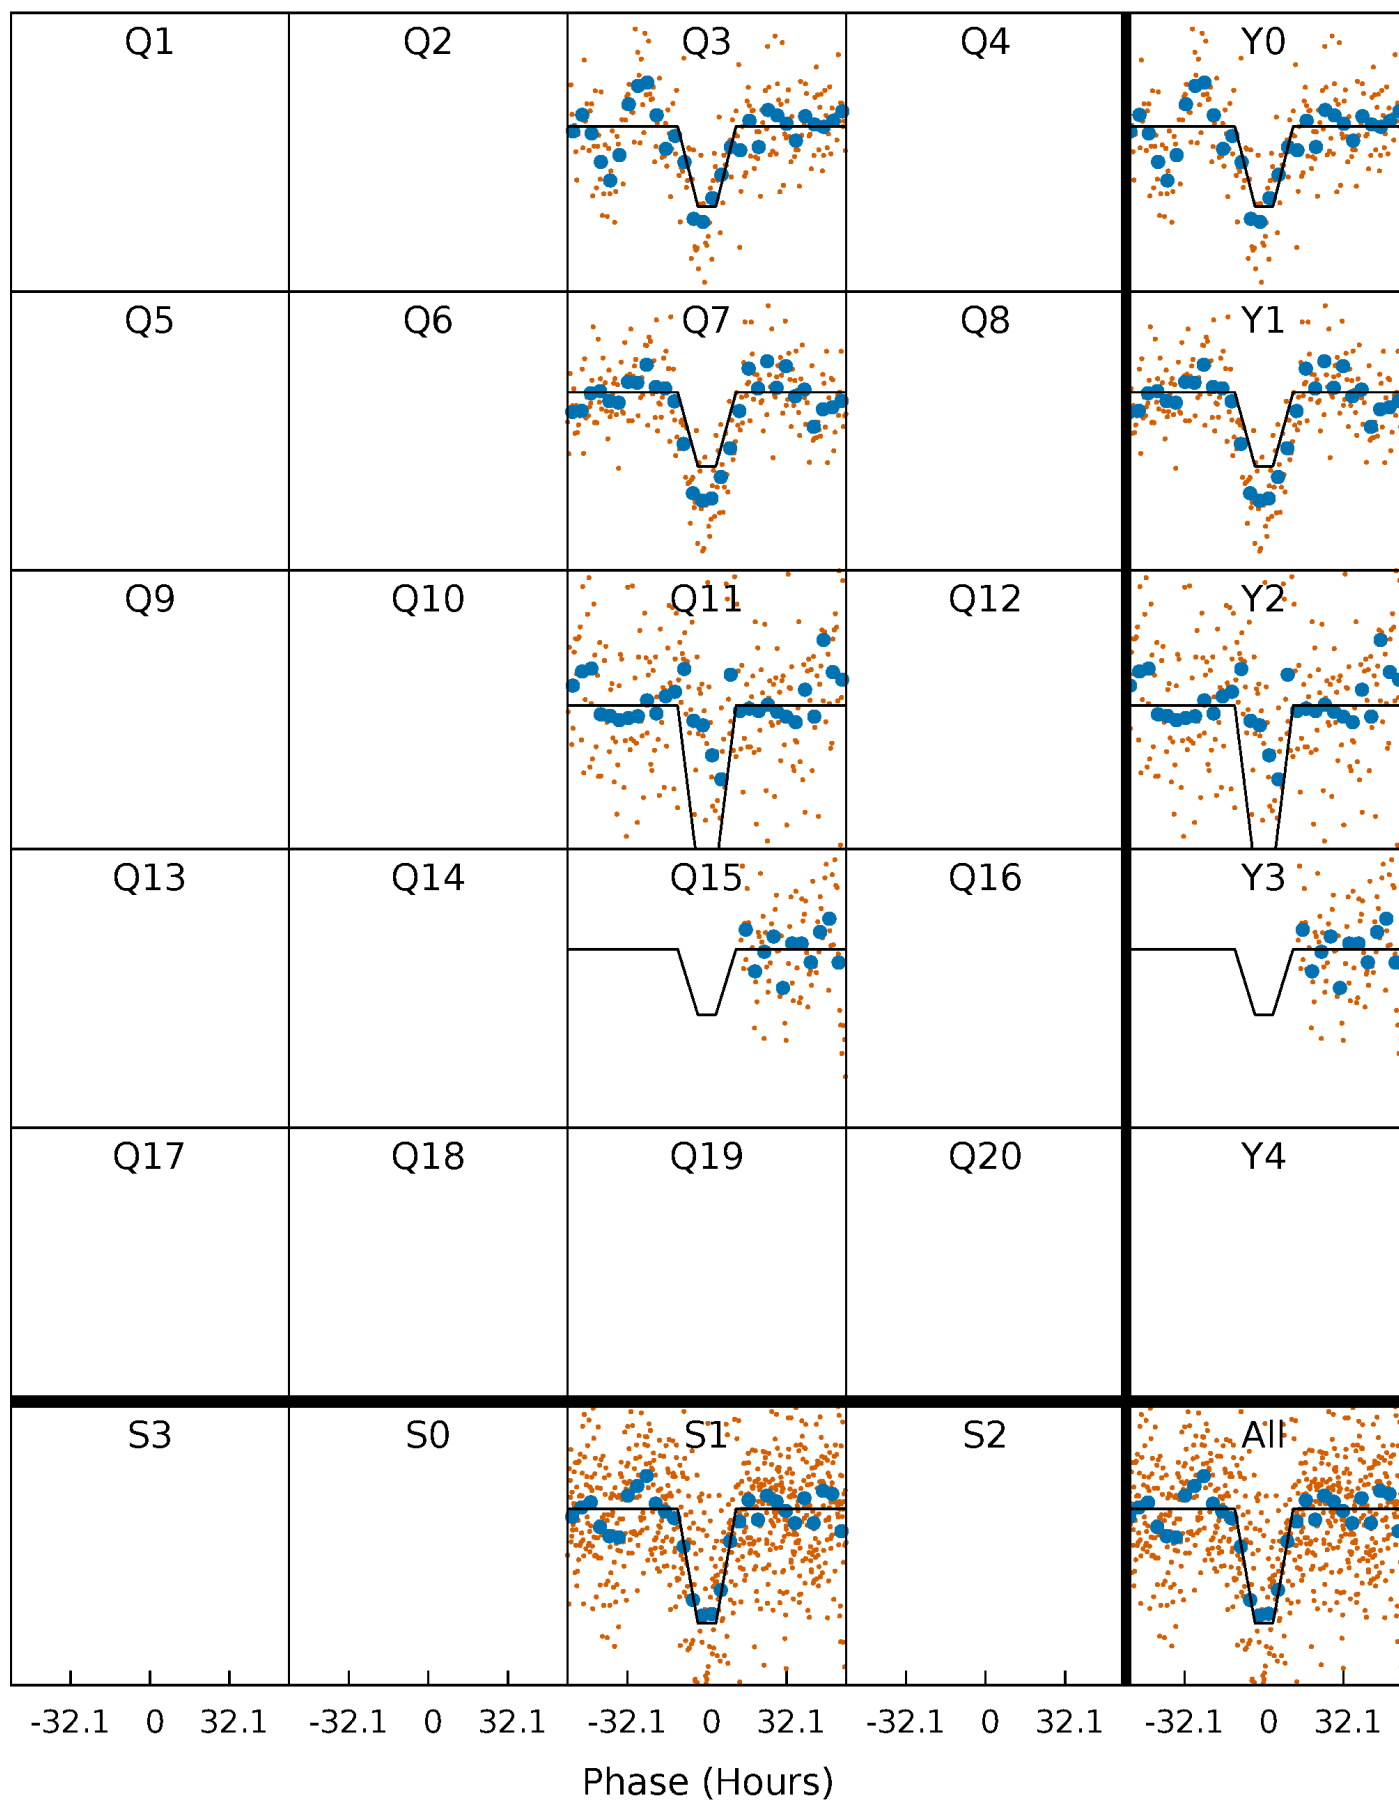 Q1 Q2 Q3 Q4 Y0
Q5 Q6 Q7 Q8 Y1
Q9 Q10 Q11 Q12 Y2
Q13 Q14 Q15 Q16 Y3
Q17 Q18 Q19 Q20 Y4
S3 S0 S1 S2 All
-32.1 0 32.1 -32.1 0 32.1 -32.1 0 32.1 -32.1 0 32.1 -32.1 0 32.1
Phase (Hours)